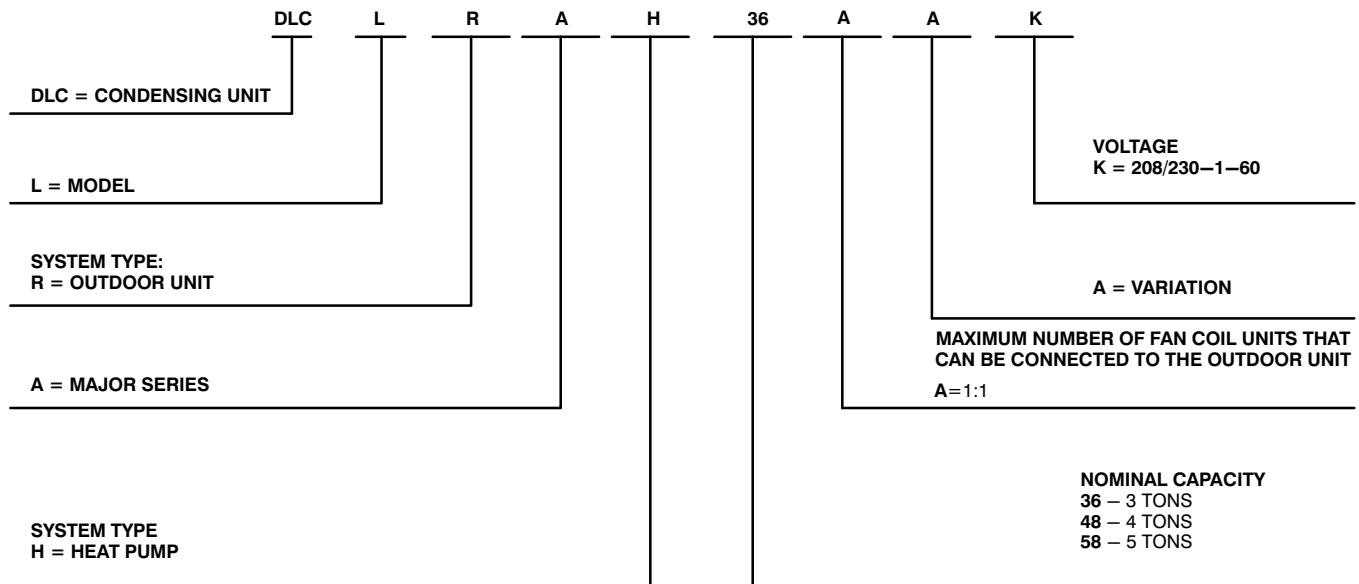 DLC L R A H 36 A A K
DLC = CONDENSING UNIT
VOLTAGE
K = 208/230–1–60
L = MODEL
SYSTEM TYPE:
R = OUTDOOR UNIT
A = VARIATION
MAXIMUM NUMBER OF FAN COIL UNITS THAT
CAN BE CONNECTED TO THE OUTDOOR UNIT
A=1:1
A = MAJOR SERIES
NOMINAL CAPACITY
36 – 3 TONS
48 – 4 TONS
58 – 5 TONS
SYSTEM TYPE
H = HEAT PUMP